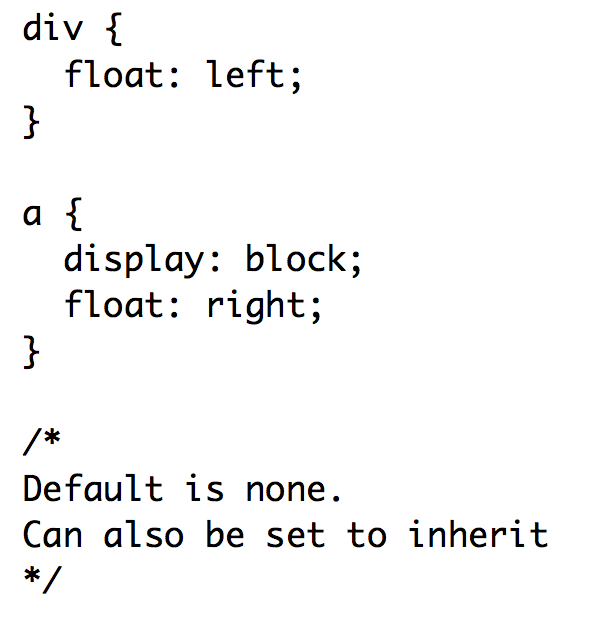 div {
  float: left;
}

a {
  display: block;
  float: right;
}

/*
Default is none.
Can also be set to inherit
*/